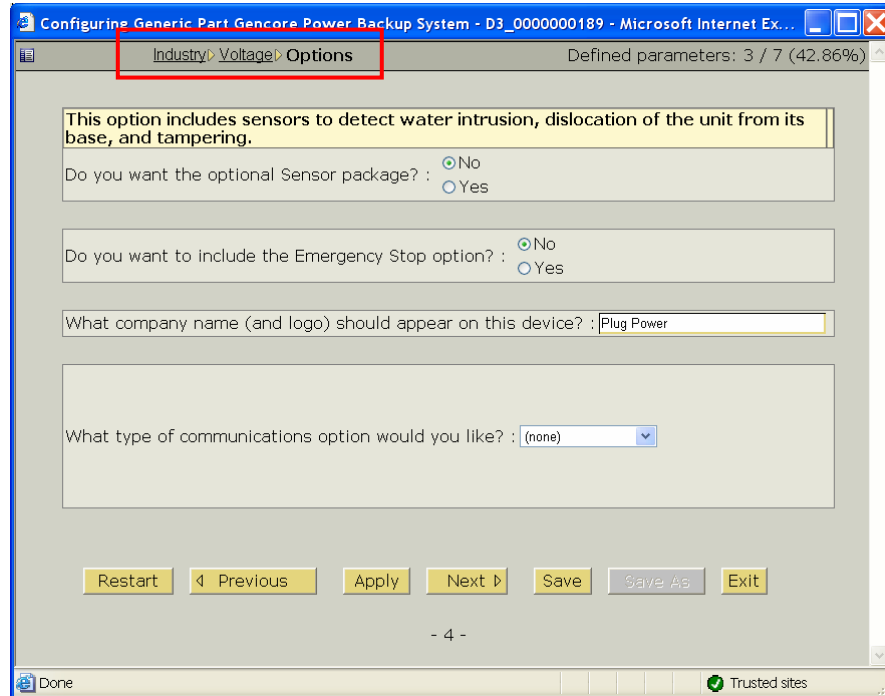 Configuring Generic Part Gencore Power Backup System - D3_0000000189 - Microsoft Internet Ex...
Industry Voltage Options
Defined parameters: 3 / 7 (42.86%)
This option includes sensors to detect water intrusion, dislocation of the unit from its
base, and tampering.
Do you want the optional Sensor package? :
No
Yes
Do you want to include the Emergency Stop option? :
No
Yes
What company name (and logo) should appear on this device? : Plug Power
What type of communications option would you like? : (none)
Restart Previous Apply Next Save Save As Exit
- 4 -
Done
Trusted sites